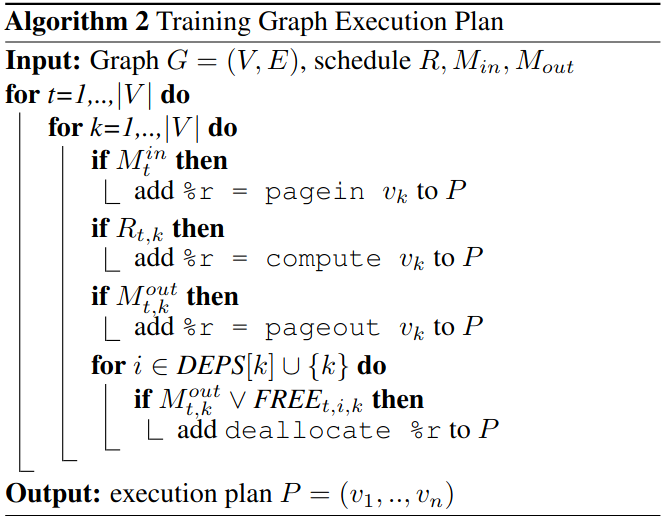 Algorithm 2 Training Graph Execution Plan
Input: Graph G = (V, E), schedule R, M_{in}, M_{out}
for t=1,..,|V| do
for k=1,..,|V| do
if M_t^{in} then
add %r = pagein v_k to P
if R_{t,k} then
add %r = compute v_k to P
if M_{t,k}^{out} then
add %r = pageout v_k to P
for i ∈ DEPS[k] ∪ {k} do
if M_{t,k}^{out} ∨ FREE_{t,i,k} then
add deallocate %r to P
Output: execution plan P = (v_1, .., v_n)